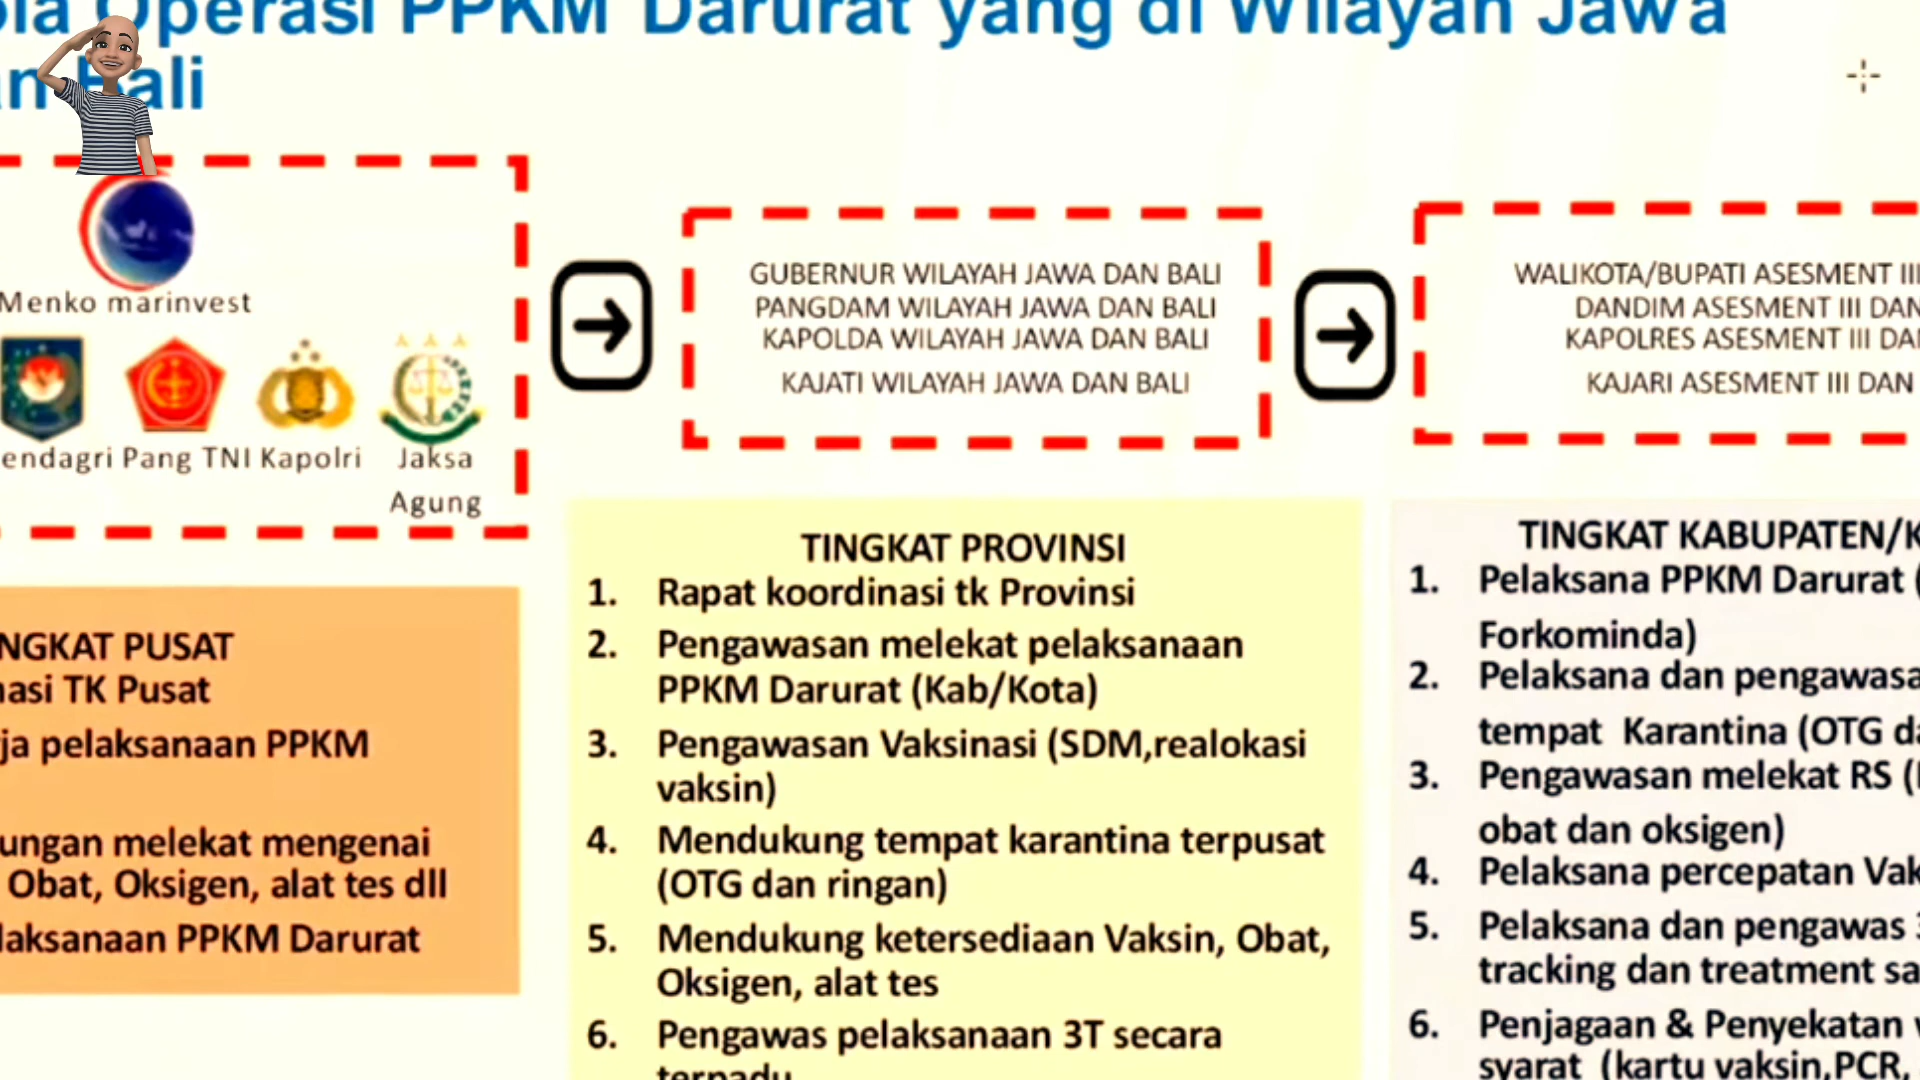 Operasi PPKM Darurat yang di Wilayah Jawa
Bali
Menko marinvest
endagri Pang TNI Kapolri Jaksa
Agung
GUBERNUR WILAYAH JAWA DAN BALI
PANGDAM WILAYAH JAWA DAN BALI
KAPOLDA WILAYAH JAWA DAN BALI
KAJATI WILAYAH JAWA DAN BALI
WALIKOTA/BUPATI ASESMENT III
DANDIM ASESMENT III DAN
KAPOLRES ASESMENT III DA
KAJARI ASESMENT III DAN
NGKAT PUSAT
nasi TK Pusat
ja pelaksanaan PPKM
ungan melekat mengenai
Obat, Oksigen, alat tes dll
laksanaan PPKM Darurat
TINGKAT PROVINSI
1. Rapat koordinasi tk Provinsi
2. Pengawasan melekat pelaksanaan
PPKM Darurat (Kab/Kota)
3. Pengawasan Vaksinasi (SDM,realokasi
vaksin)
4. Mendukung tempat karantina terpusat
(OTG dan ringan)
5. Mendukung ketersediaan Vaksin, Obat,
Oksigen, alat tes
6. Pengawas pelaksanaan 3T secara
terpadu
TINGKAT KABUPATEN/K
1. Pelaksana PPKM Darurat (
Forkominda)
2. Pelaksana dan pengawasa
tempat Karantina (OTG da
3. Pengawasan melekat RS (
obat dan oksigen)
4. Pelaksana percepatan Vak
5. Pelaksana dan pengawas 3
tracking dan treatment sa
6. Penjagaan & Penyekatan
syarat (kartu vaksin,PCR,